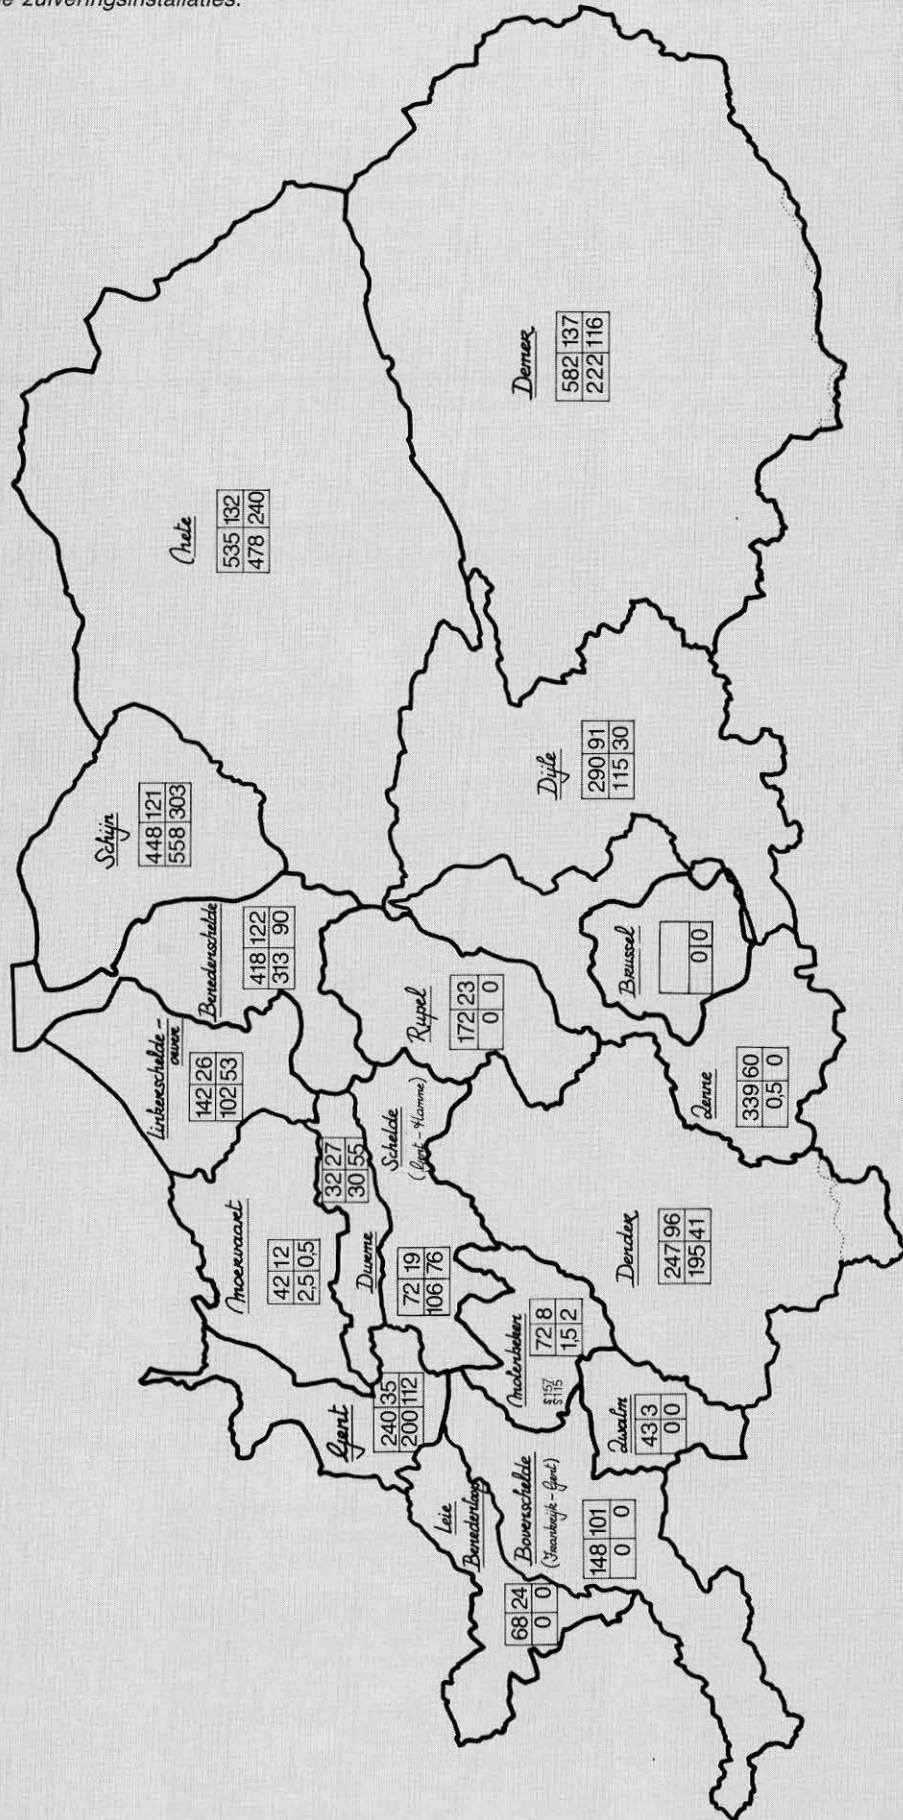 e zuiveringsinstallaties.
Nete
535 132
478 240
Demer
582 137
222 116
Schijn
448 121
558 303
Dijle
290 91
115 30
Benedenschelde
418 122
313 90
Brussel
0 0
Linkerschelde-
oever
142 26
102 53
Rupel
172 23
0 0
Zenne
339 60
0,5 0
Schelde
(Gent - Hamme)
72 19
106 76
Durme
32 27
30 55
Moervaart
42 12
2,5 0,5
Dender
247 96
195 41
Molenbeken
72 8
1,5 2
S157
S115
Gent
240 35
200 112
Zwalm
43 3
0 0
Leie
Benedenloop
68 24
0 0
Bovenschelde
(Frankrijk - Gent)
148 101
0 0